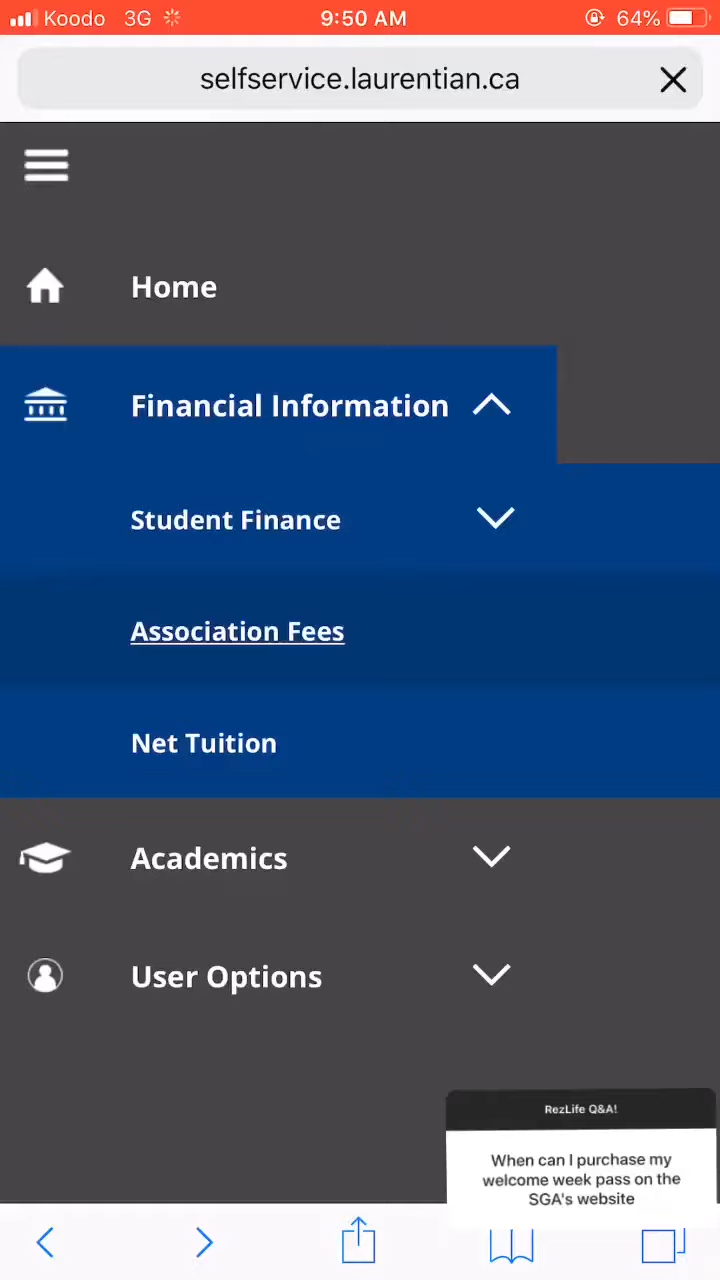 Koodo 3G 9:50 AM 64%
selfservice.laurentian.ca
Home
Financial Information
Student Finance
Association Fees
Net Tuition
Academics
User Options
RezLife Q&A!
When can I purchase my
welcome week pass on the
SGA's website